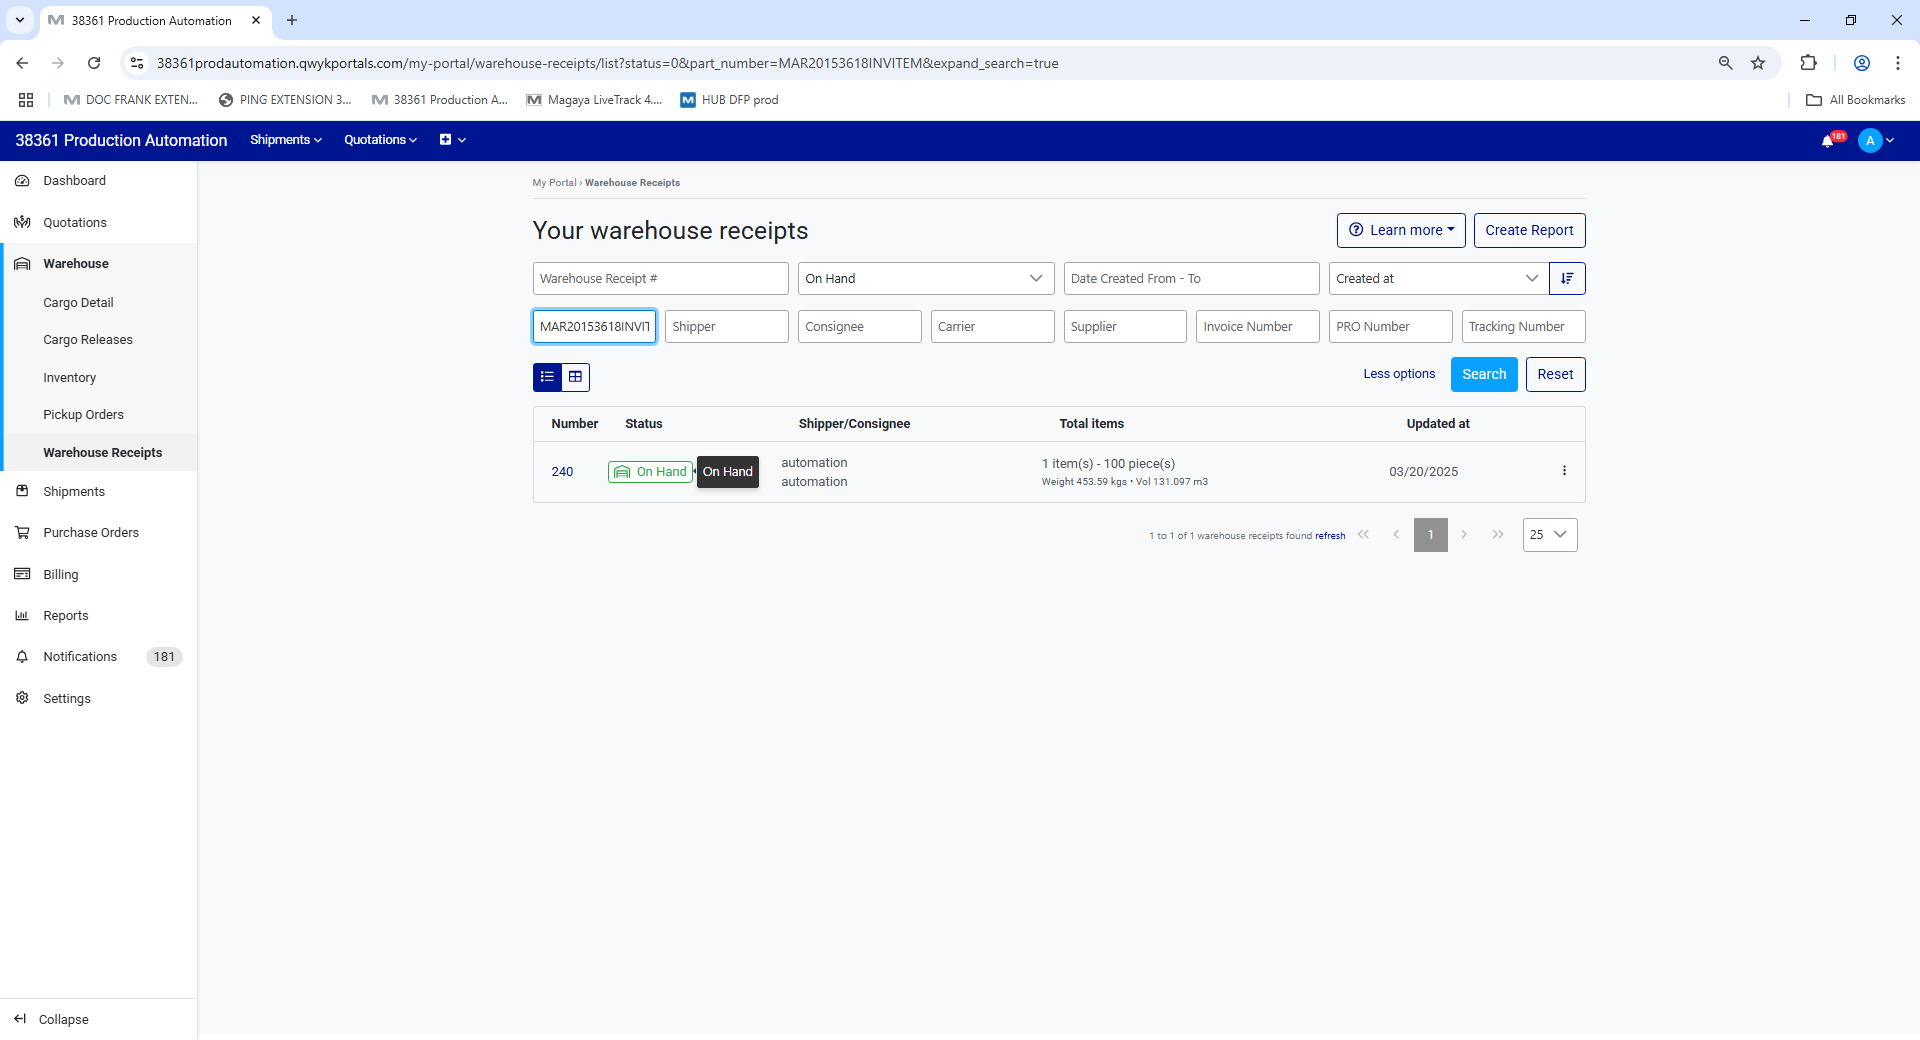 38361 Production Automation
38361prodautomation.qwykportals.com/my-portal/warehouse-receipts/list?status=0&part_number=MAR20153618INVITEM&expand_search=true
DOC FRANK EXTEN... PING EXTENSION 3... 38361 Production A... Magaya LiveTrack 4.... HUB DFP prod All Bookmarks
38361 Production Automation Shipments Quotations 181 A
Dashboard
Quotations
Warehouse
Cargo Detail
Cargo Releases
Inventory
Pickup Orders
Warehouse Receipts
Shipments
Purchase Orders
Billing
Reports
Notifications 181
Settings
Collapse
My Portal › Warehouse Receipts
Your warehouse receipts
Learn more Create Report
Warehouse Receipt # On Hand Date Created From - To Created at
MAR20153618INVIT Shipper Consignee Carrier Supplier Invoice Number PRO Number Tracking Number
Less options Search Reset
Number Status Shipper/Consignee Total items Updated at
240 On Hand On Hand automation 1 item(s) - 100 piece(s) 03/20/2025
automation Weight 453.59 kgs • Vol 131.097 m3
1 to 1 of 1 warehouse receipts found refresh 1 25